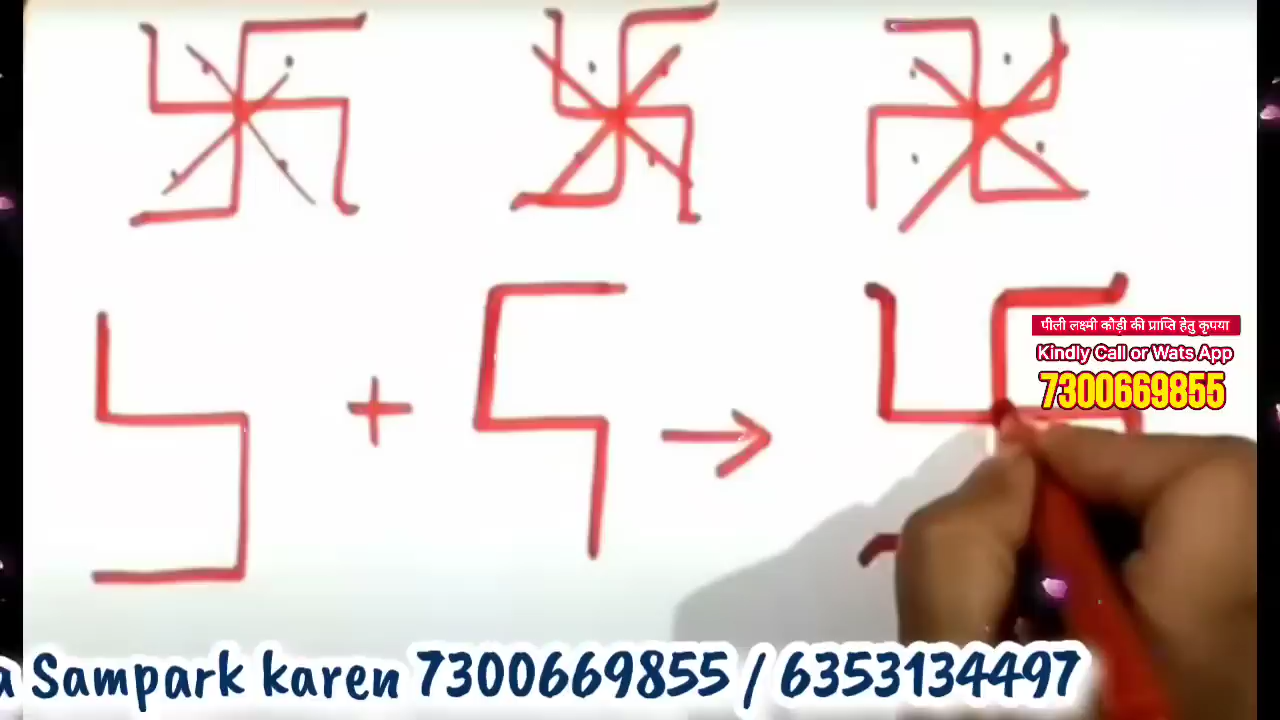 पीली लक्ष्मी कौड़ी की प्राप्ति हेतु कृपया
Kindly Call or Wats App
7300669855
a Sampark karen 7300669855 / 6353134497